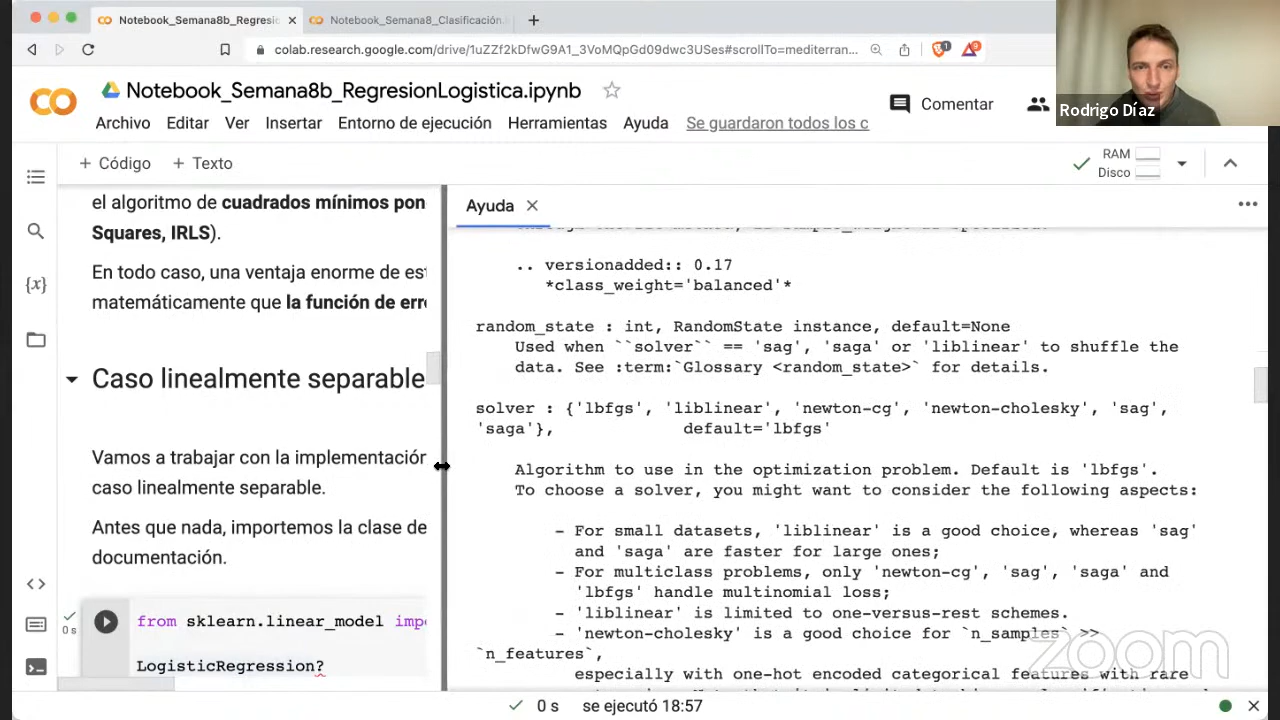 Notebook_Semana8b_Regresio
Notebook_Semana8_Clasificación.
colab.research.google.com/drive/1uZZf2kDfwG9A1_3VoMQpGd09dwc3USes#scrollTo=mediterran...
1
9
Rodrigo Díaz
Notebook_Semana8b_RegresionLogistica.ipynb
Comentar
Archivo Editar Ver Insertar Entorno de ejecución Herramientas Ayuda Se guardaron todos los c
+ Código + Texto
RAM
Disco
el algoritmo de cuadrados mínimos pon
Squares, IRLS).
En todo caso, una ventaja enorme de est
matemáticamente que la función de erro
Caso linealmente separable
Vamos a trabajar con la implementación
caso linealmente separable.
Antes que nada, importemos la clase de
documentación.
0 s
from sklearn.linear_model impo
LogisticRegression?
Ayuda
.. versionadded:: 0.17
*class_weight='balanced'*
random_state : int, RandomState instance, default=None
Used when ``solver`` == 'sag', 'saga' or 'liblinear' to shuffle the
data. See :term:`Glossary <random_state>` for details.
solver : {'lbfgs', 'liblinear', 'newton-cg', 'newton-cholesky', 'sag',
'saga'}, default='lbfgs'
Algorithm to use in the optimization problem. Default is 'lbfgs'.
To choose a solver, you might want to consider the following aspects:
- For small datasets, 'liblinear' is a good choice, whereas 'sag'
and 'saga' are faster for large ones;
- For multiclass problems, only 'newton-cg', 'sag', 'saga' and
'lbfgs' handle multinomial loss;
- 'liblinear' is limited to one-versus-rest schemes.
- 'newton-cholesky' is a good choice for `n_samples` >>
`n_features`,
especially with one-hot encoded categorical features with rare
zoom
0 s se ejecutó 18:57